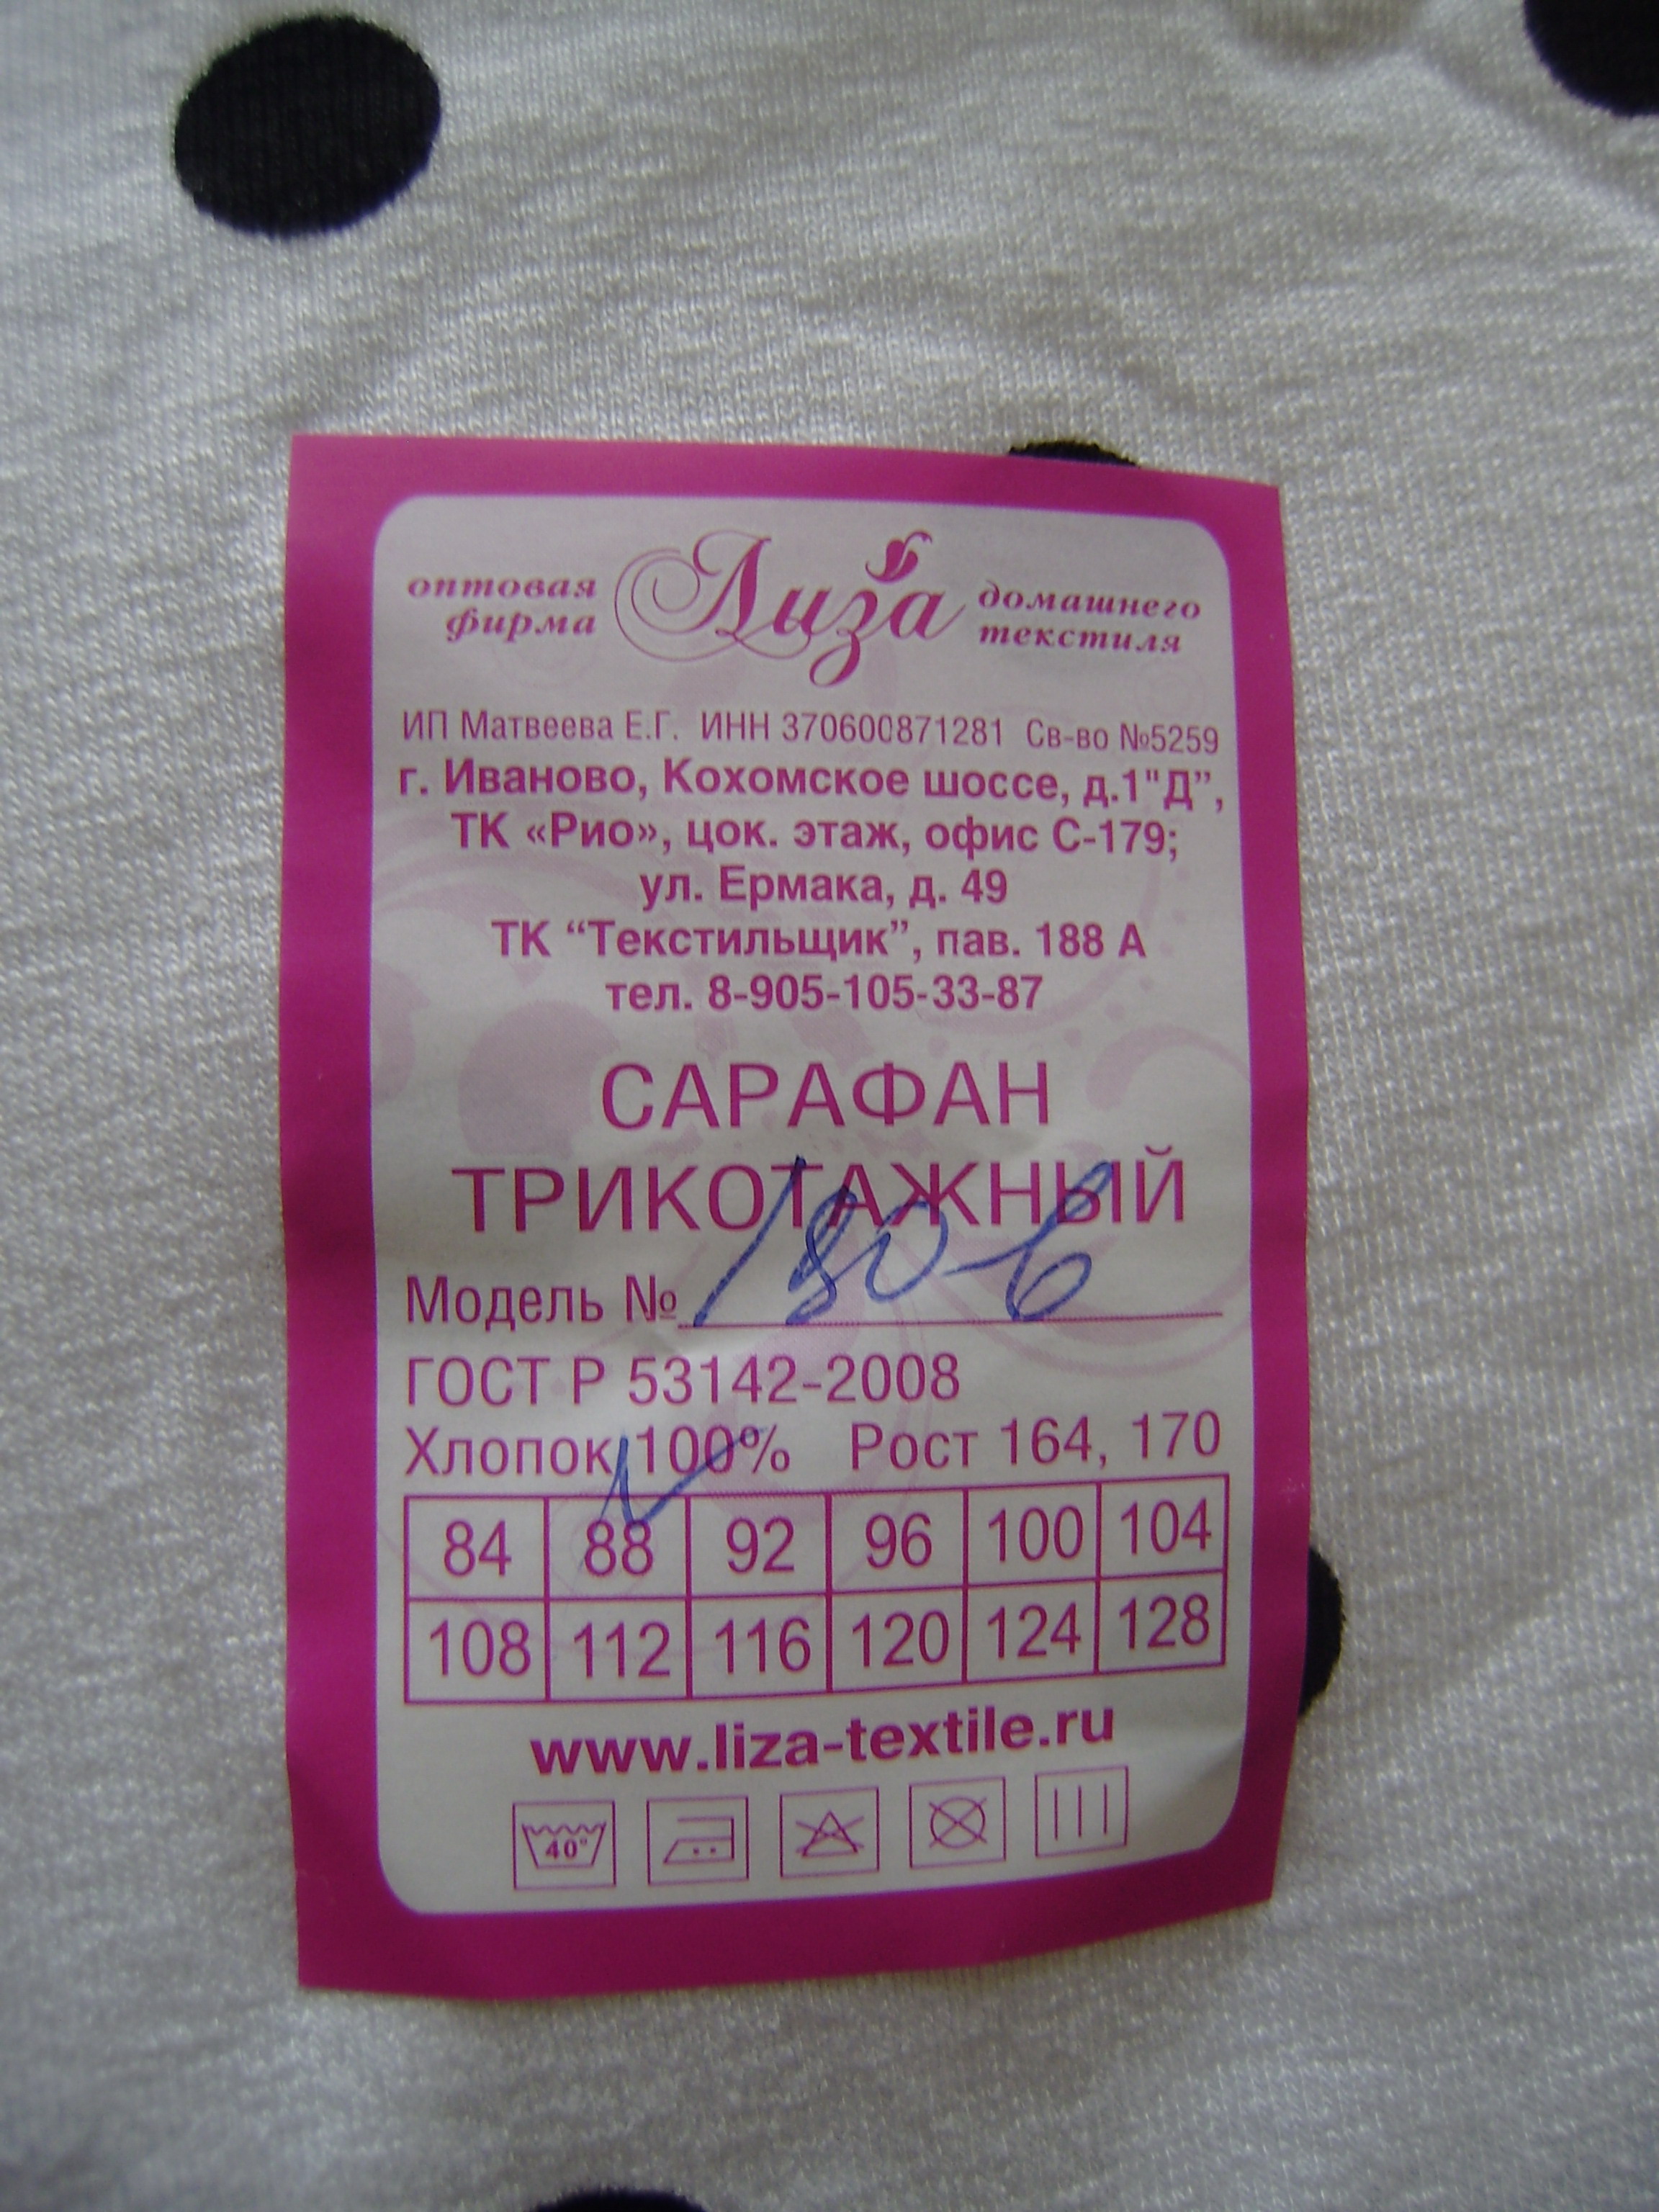 оптовая фирма Лиза домашнего текстиля
ИП Матвеева Е.Г. ИНН 370600871281 Св-во №5259
г. Иваново, Кохомское шоссе, д.1"Д”,
ТК «Рио», цок. этаж, офис С-179;
ул. Ермака, д. 49
ТК “Текстильщик”, пав. 188 А
тел. 8-905-105-33-87
САРАФАН
ТРИКОТАЖНЫЙ
Модель №
ГОСТ Р 53142-2008
Хлопок 100% Рост 164, 170
84 88 92 96 100 104
108 112 116 120 124 128
www.liza-textile.ru
40°